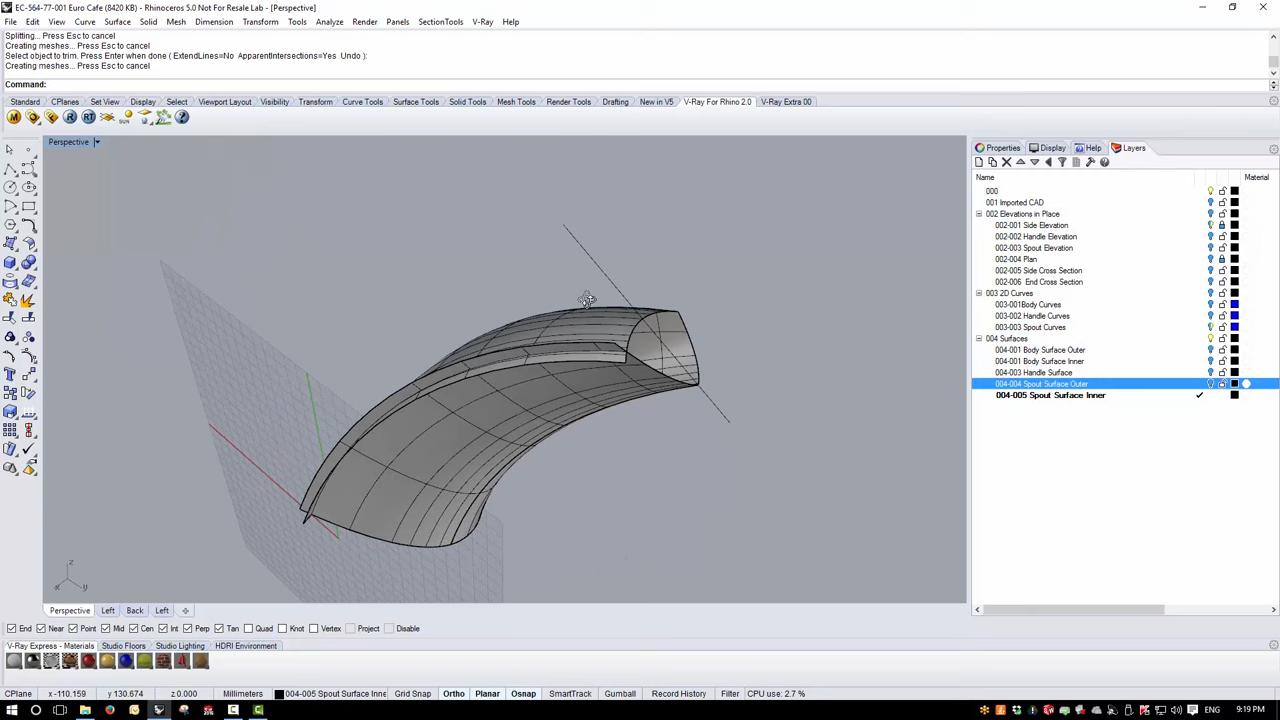 EC-564-77-001 Euro Cafe (8420 KB) - Rhinoceros 5.0 Not For Resale Lab - [Perspective]
File Edit View Curve Surface Solid Mesh Dimension Transform Tools Analyze Render Panels SectionTools V-Ray Help
Splitting... Press Esc to cancel
Creating meshes... Press Esc to cancel
Select object to trim. Press Enter when done ( ExtendLines=No ApparentIntersections=Yes Undo ):
Creating meshes... Press Esc to cancel
Command:
Standard CPlanes Set View Display Select Viewport Layout Visibility Transform Curve Tools Surface Tools Solid Tools Mesh Tools Render Tools Drafting New in V5 V-Ray For Rhino 2.0 V-Ray Extra 00
Perspective
Properties Display Help Layers
Name Material
000
001 Imported CAD
002 Elevations in Place
002-001 Side Elevation
002-002 Handle Elevation
002-003 Spout Elevation
002-004 Plan
002-005 Side Cross Section
002-006 End Cross Section
003 2D Curves
003-001Body Curves
003-002 Handle Curves
003-003 Spout Curves
004 Surfaces
004-001 Body Surface Outer
004-001 Body Surface Inner
004-003 Handle Surface
004-004 Spout Surface Outer
004-005 Spout Surface Inner
z
x y
Perspective Left Back Left
End Near Point Mid Cen Int Perp Tan Quad Knot Vertex Project Disable
V-Ray Express - Materials Studio Floors Studio Lighting HDRI Environment
CPlane x -110.159 y 130.674 z 0.000 Millimeters 004-005 Spout Surface Inne Grid Snap Ortho Planar Osnap SmartTrack Gumball Record History Filter CPU use: 2.7 %
ENG 9:19 PM